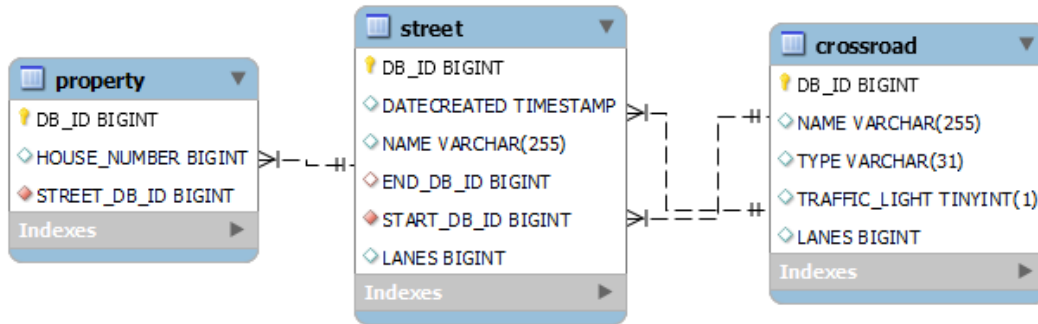 property
DB_ID BIGINT
HOUSE_NUMBER BIGINT
STREET_DB_ID BIGINT
Indexes
street
DB_ID BIGINT
DATECREATED TIMESTAMP
NAME VARCHAR(255)
END_DB_ID BIGINT
START_DB_ID BIGINT
LANES BIGINT
Indexes
crossroad
DB_ID BIGINT
NAME VARCHAR(255)
TYPE VARCHAR(31)
TRAFFIC_LIGHT TINYINT(1)
LANES BIGINT
Indexes